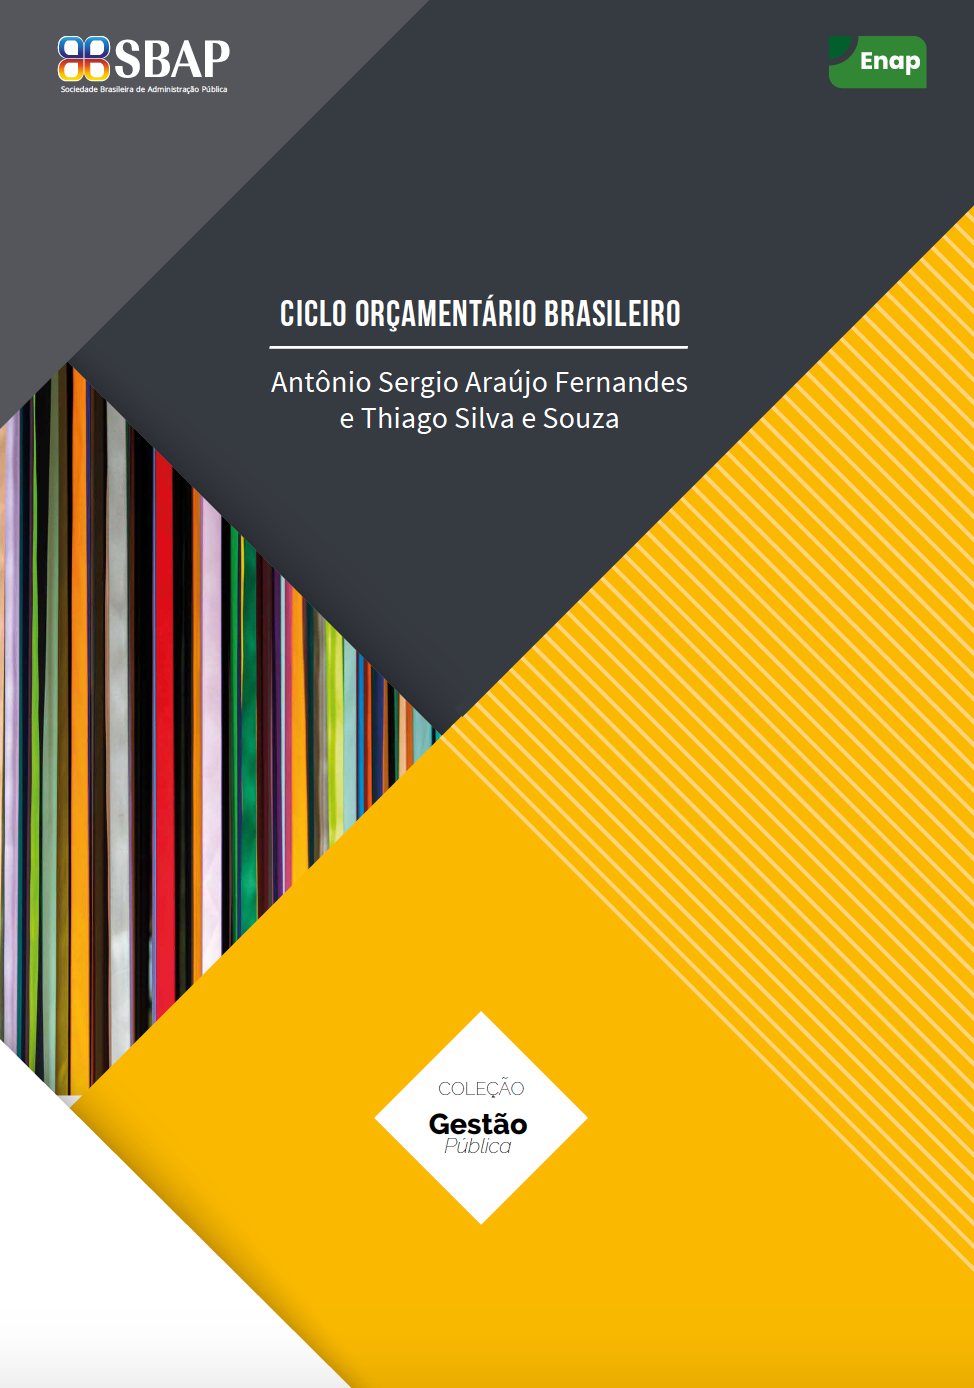 SBAP
Sociedade Brasileira de Administração Pública
Enap
CICLO ORÇAMENTÁRIO BRASILEIRO
Antônio Sergio Araújo Fernandes
e Thiago Silva e Souza
COLEÇÃO
Gestão
Pública